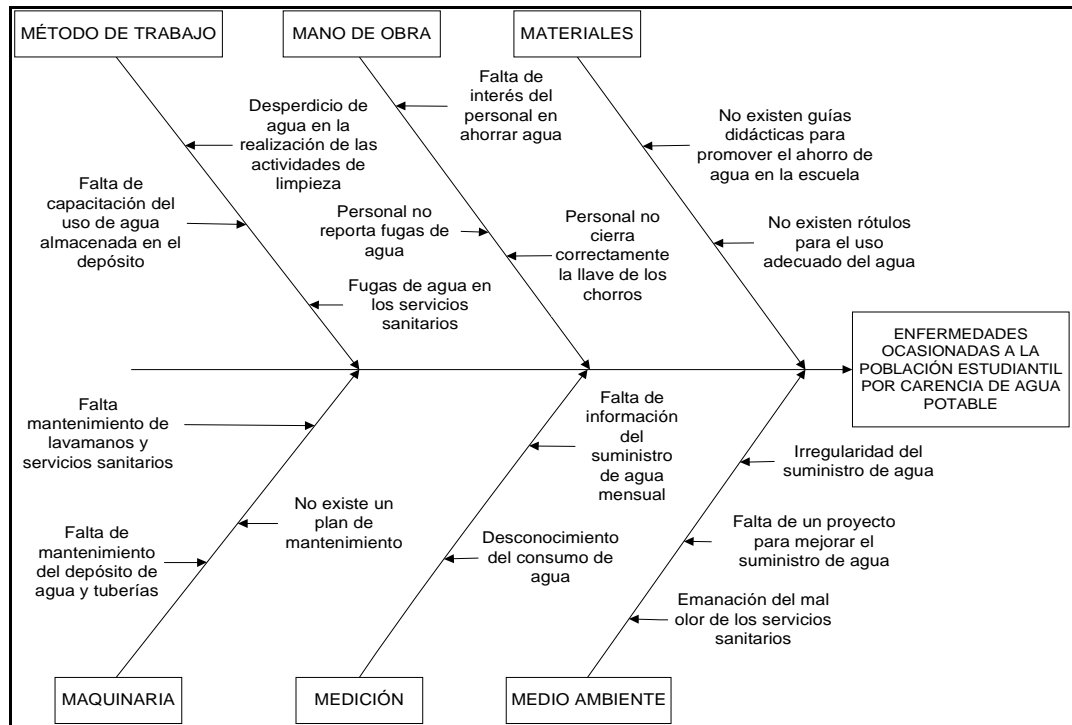 MÉTODO DE TRABAJO
MANO DE OBRA
MATERIALES
Desperdicio de
agua en la
realización de las
actividades de
limpieza
Falta de
capacitación del
uso de agua
almacenada en el
depósito
Fugas de agua en
los servicios
sanitarios
Falta de
interés del
personal en
ahorrar agua
Personal no
reporta fugas de
agua
Personal no
cierra
correctamente
la llave de los
chorros
No existen guías
didácticas para
promover el ahorro de
agua en la escuela
No existen rótulos
para el uso
adecuado del agua
ENFERMEDADES
OCASIONADAS A LA
POBLACIÓN ESTUDIANTIL
POR CARENCIA DE AGUA
POTABLE
Falta
mantenimiento de
lavamanos y
servicios sanitarios
No existe un
plan de
mantenimiento
Falta de
mantenimiento
del depósito de
agua y tuberías
Falta de
información del
suministro
de agua
mensual
Desconocimiento
del consumo de
agua
Irregularidad del
suministro de agua
Falta de un proyecto
para mejorar el
suministro de agua
Emanación del mal
olor de los servicios
sanitarios
MAQUINARIA
MEDICIÓN
MEDIO AMBIENTE